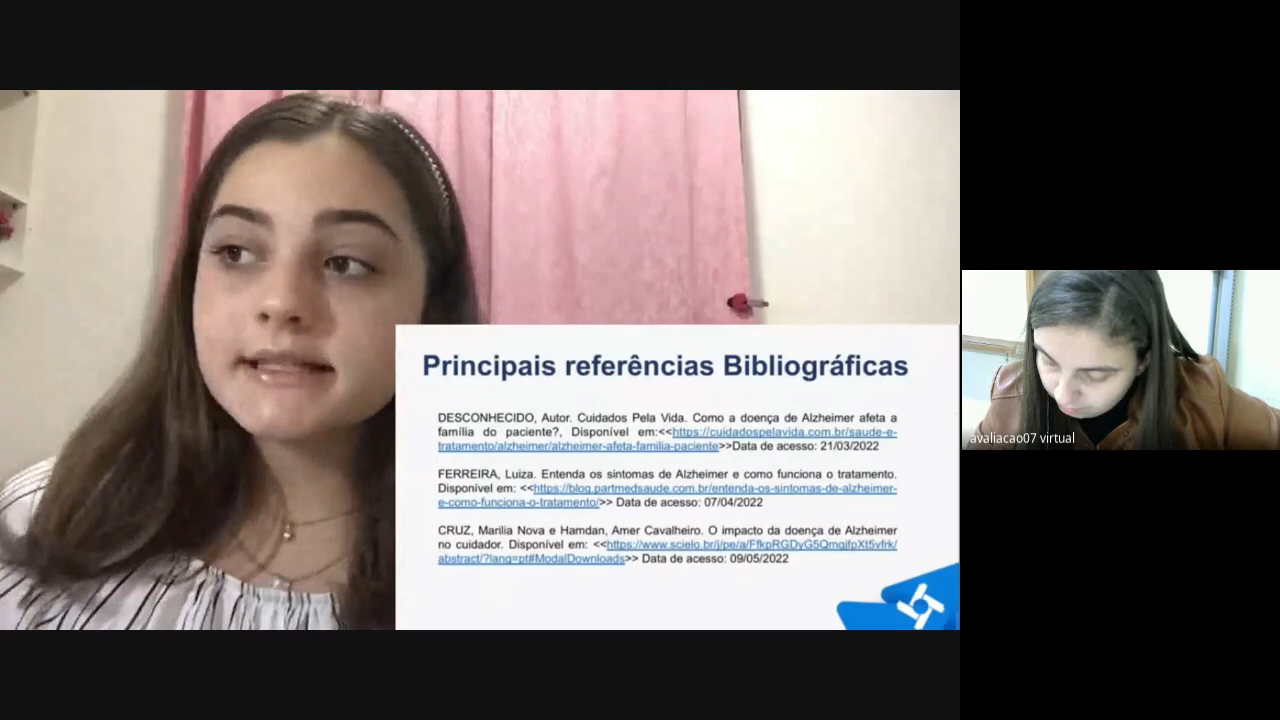 Principais referências Bibliográficas
DESCONHECIDO, Autor. Cuidados Pela Vida. Como a doença de Alzheimer afeta a
família do paciente?, Disponível em:<<https://cuidadospelavida.com.br/saude-e-
tratamento/alzheimer/alzheimer-afeta-familia-paciente>>Data de acesso: 21/03/2022
FERREIRA, Luiza. Entenda os sintomas de Alzheimer e como funciona o tratamento.
Disponível em: <<https://blog.partmedsaude.com.br/entenda-os-sintomas-de-alzheimer-
e-como-funciona-o-tratamento/>> Data de acesso: 07/04/2022
CRUZ, Marilia Nova e Hamdan, Amer Cavalheiro. O impacto da doença de Alzheimer
no cuidador. Disponível em: <<https://www.scielo.br/j/pe/a/FfkpRGDyG5QrngjfpXt5vfrk/
abstract/?lang=pt#ModalDownloads>> Data de acesso: 09/05/2022
avaliacao07 virtual